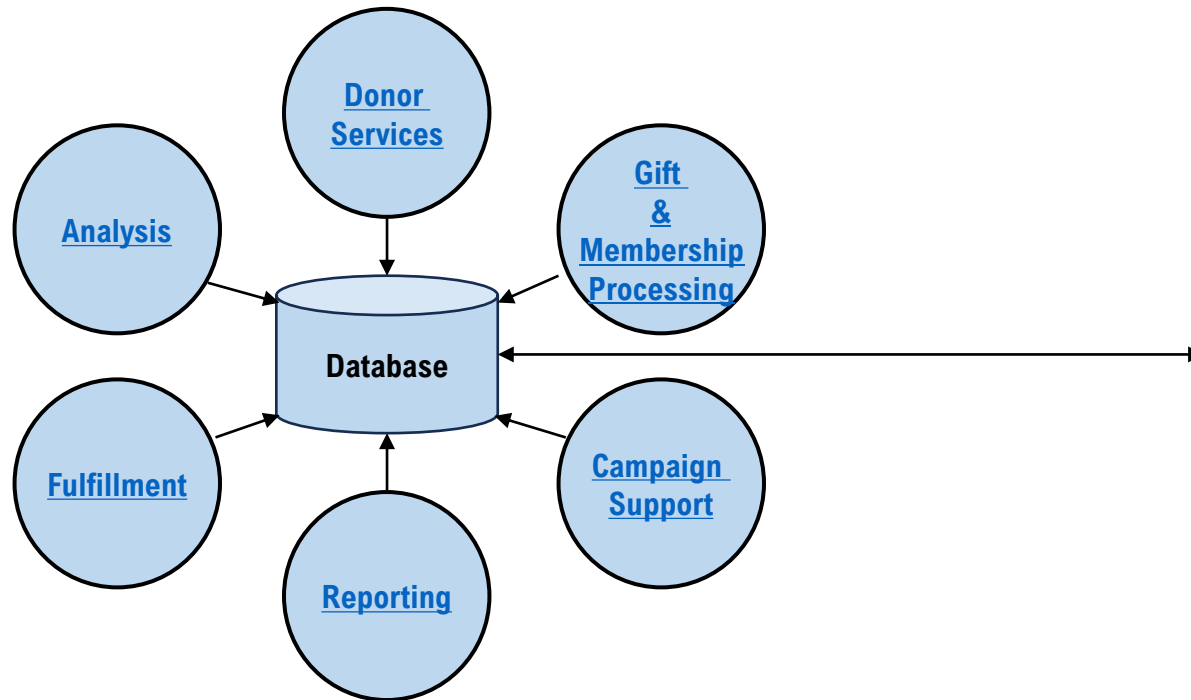 Donor
Services
Gift
&
Membership
Processing
Analysis
Database
Fulfillment
Campaign
Support
Reporting